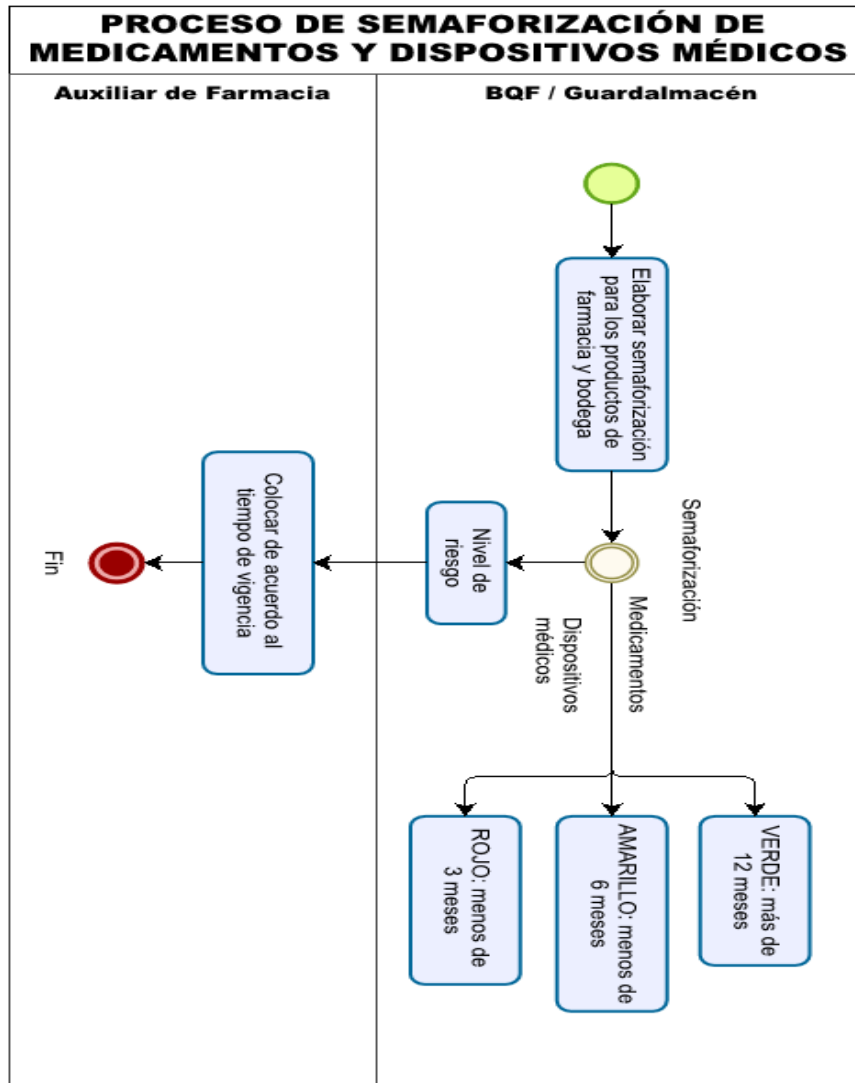 PROCESO DE SEMAFORIZACIÓN DE
MEDICAMENTOS Y DISPOSITIVOS MÉDICOS
Auxiliar de Farmacia
BQF / Guardalmacén
Elaborar semaforización
para los productos de
farmacia y bodega
Semaforización
Medicamentos
Dispositivos
médicos
Nivel de
riesgo
Colocar de acuerdo al
tiempo de vigencia
Fin
VERDE: más de
12 meses
AMARILLO: menos de
6 meses
ROJO: menos de
3 meses